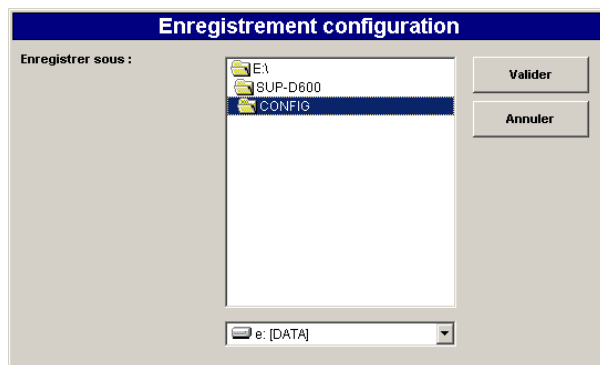 Enregistrement configuration
Enregistrer sous :
E:\
SUP-D600
CONFIG
Valider
Annuler
e: [DATA]